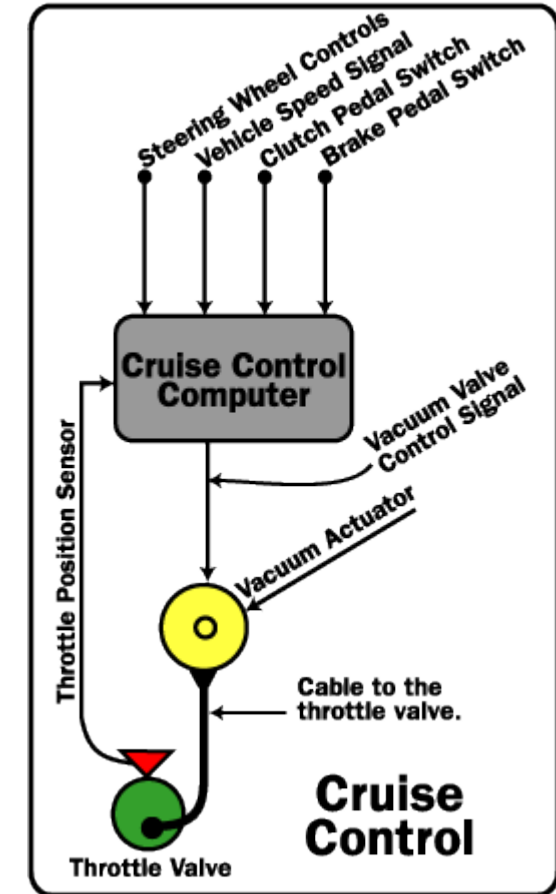 Steering Wheel Controls
Vehicle Speed Signal
Clutch Pedal Switch
Brake Pedal Switch
Cruise Control
Computer
Vacuum Valve
Control Signal
Throttle Position Sensor
Vacuum Actuator
Cable to the
throttle valve.
Cruise
Control
Throttle Valve